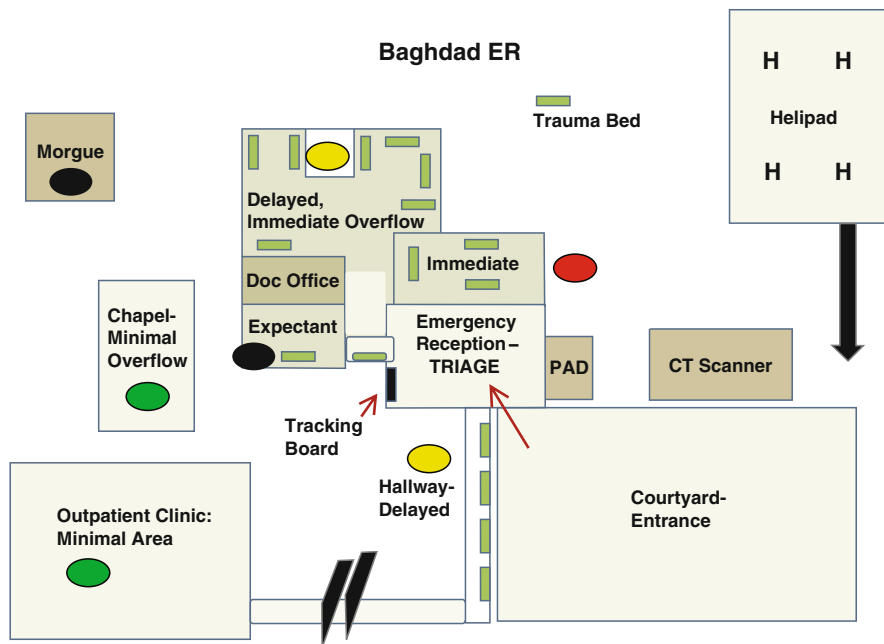 Baghdad ER
H H
Helipad
H H
Trauma Bed
Morgue
Delayed,
Immediate Overflow
Immediate
Doc Office
Chapel-
Minimal
Overflow
Expectant
Emergency
Reception–
TRIAGE
PAD
CT Scanner
Tracking
Board
Hallway-
Delayed
Courtyard-
Entrance
Outpatient Clinic:
Minimal Area